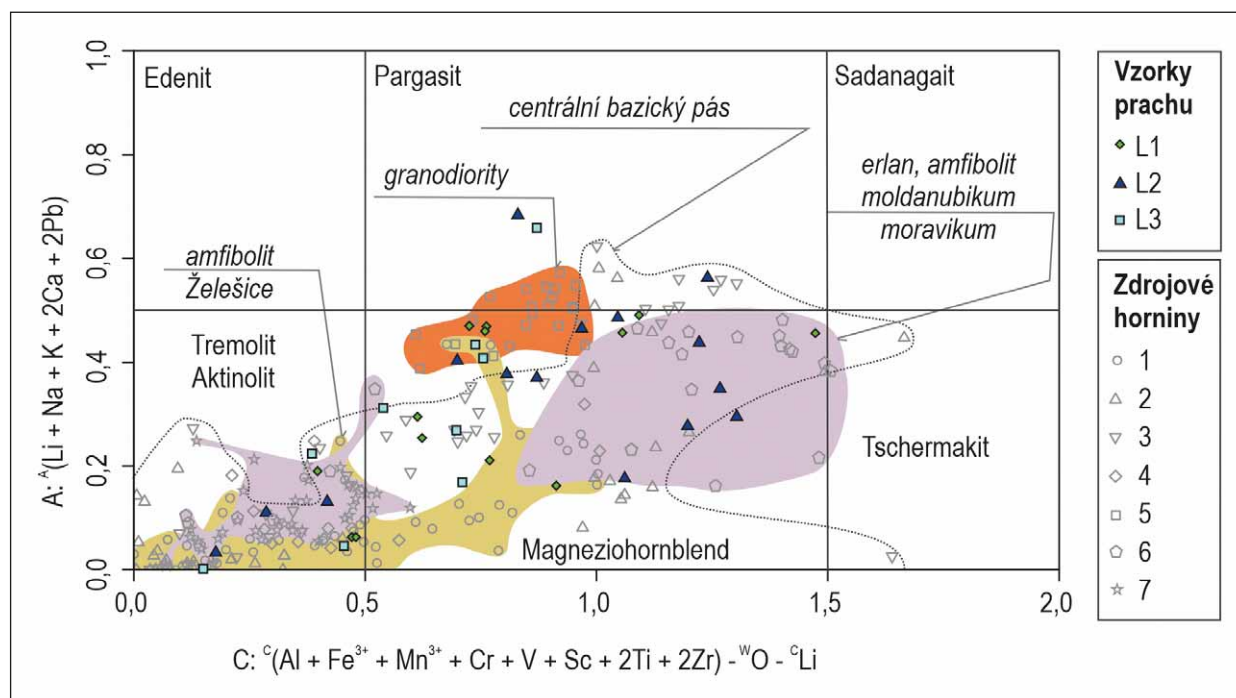 Edenit
Pargasit
Sadanagait
centrální bazický pás
granodiority
erlan, amfibolit
moldanubikum
moravikum
amfibolit
Želešice
Tremolit
Aktinolit
Tschermakit
Magneziohornblend
1,0
0,8
0,6
0,4
0,2
0,0
A: ᴬ(Li + Na + K + 2Ca + 2Pb)
0,0
0,5
1,0
1,5
2,0
C: ᶜ(Al + Fe³⁺ + Mn³⁺ + Cr + V + Sc + 2Ti + 2Zr) - ᵂO - ᶜLi
Vzorky
prachu
L1
L2
L3
Zdrojové
horniny
1
2
3
4
5
6
7